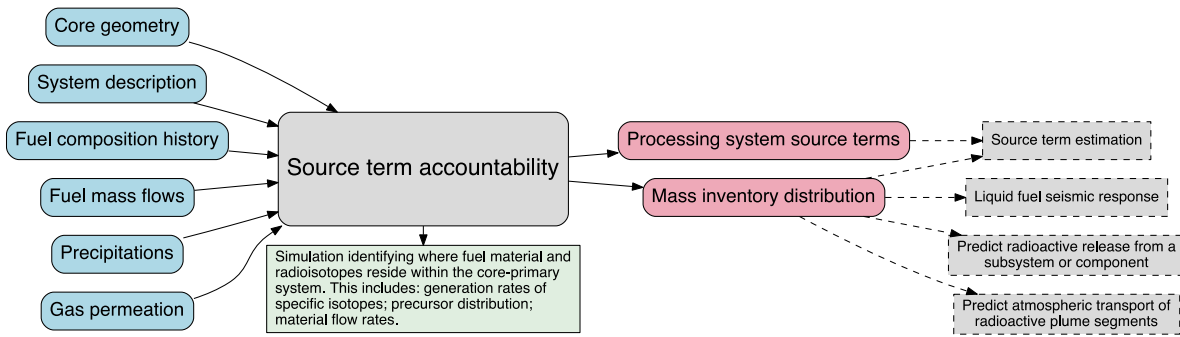 Core geometry
System description
Fuel composition history
Fuel mass flows
Precipitations
Gas permeation
Source term accountability
Simulation identifying where fuel material and
radioisotopes reside within the core-primary
system. This includes: generation rates of
specific isotopes; precursor distribution;
material flow rates.
Processing system source terms
Mass inventory distribution
Source term estimation
Liquid fuel seismic response
Predict radioactive release from a
subsystem or component
Predict atmospheric transport of
radioactive plume segments